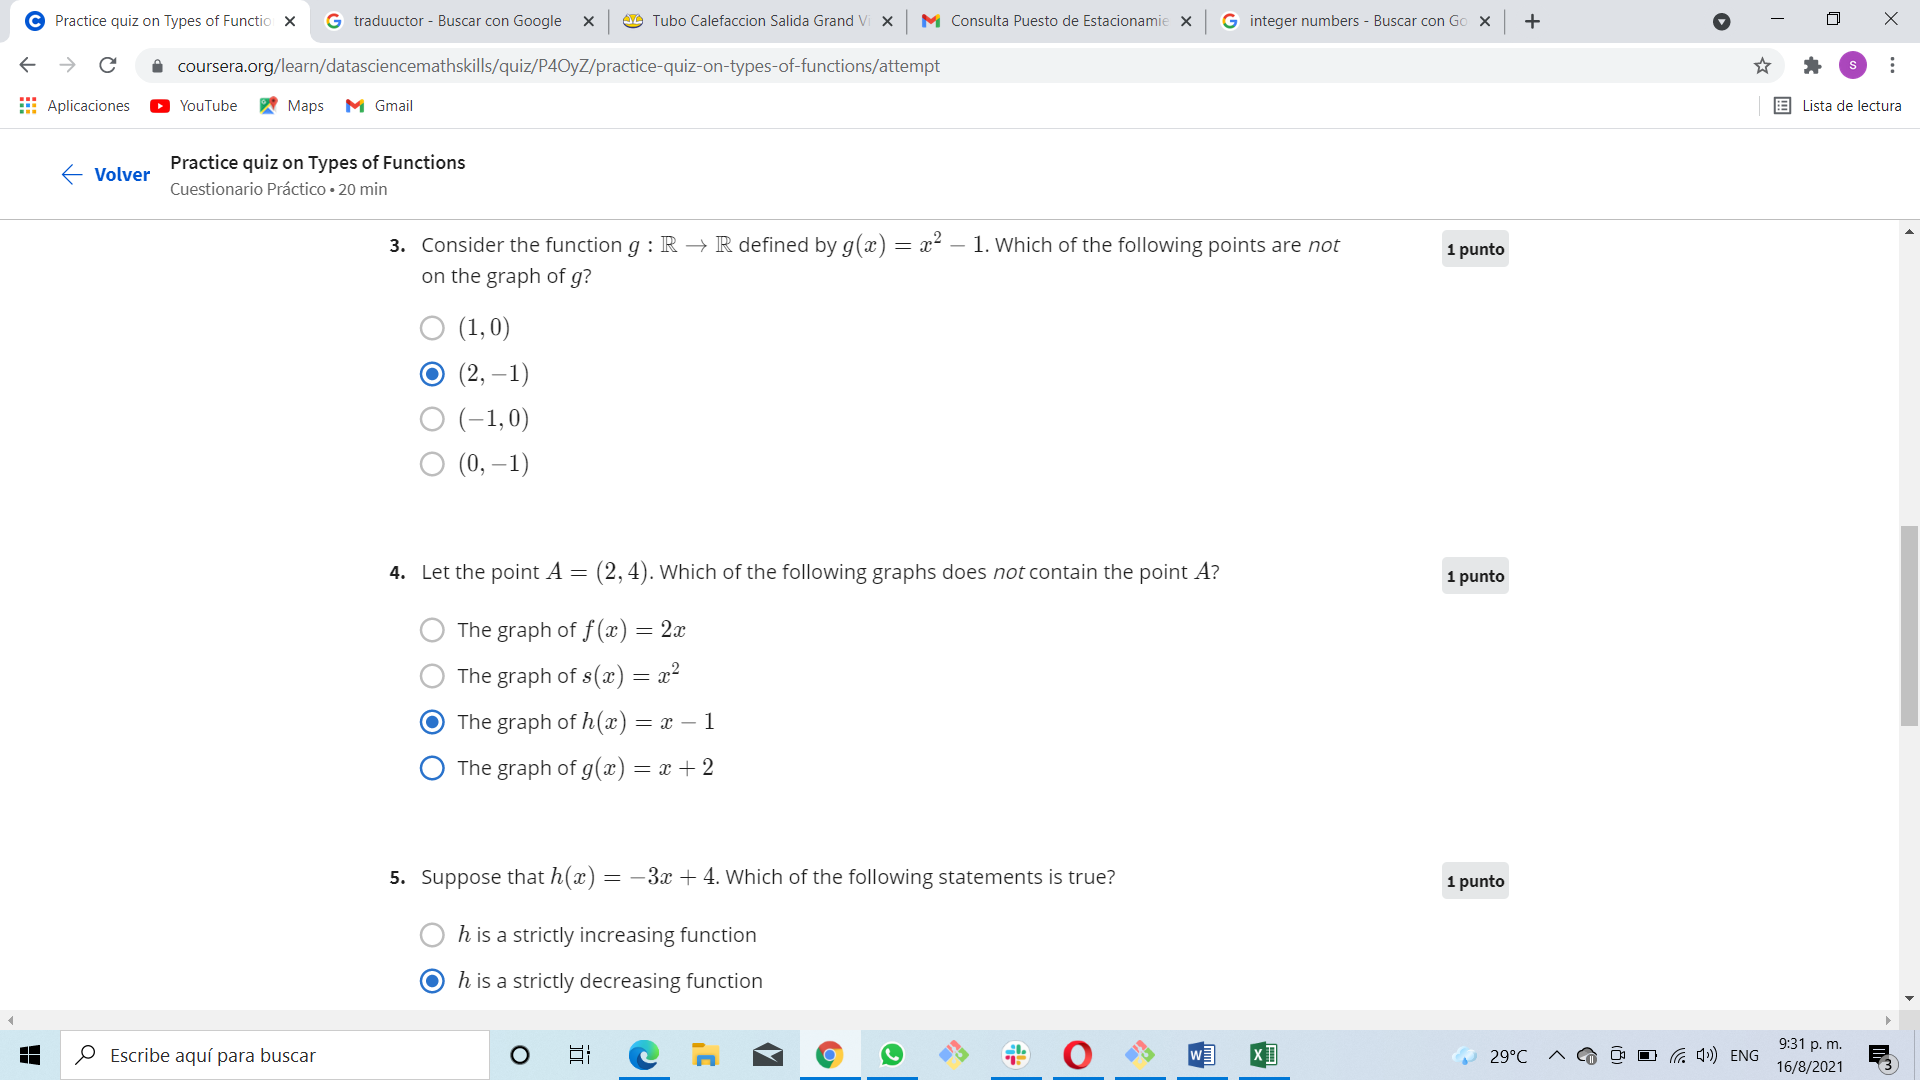 Practice quiz on Types of Functio
traduuctor - Buscar con Google
Tubo Calefaccion Salida Grand Vi
Consulta Puesto de Estacionamie
integer numbers - Buscar con Go
coursera.org/learn/datasciencemathskills/quiz/P4OyZ/practice-quiz-on-types-of-functions/attempt
S
Aplicaciones YouTube Maps Gmail Lista de lectura
Volver
Practice quiz on Types of Functions
Cuestionario Práctico • 20 min
3. Consider the function g : ℝ → ℝ defined by g(x) = x² − 1. Which of the following points are not
on the graph of g?
1 punto
(1, 0)
(2, −1)
(−1, 0)
(0, −1)
4. Let the point A = (2, 4). Which of the following graphs does not contain the point A?
1 punto
The graph of f(x) = 2x
The graph of s(x) = x²
The graph of h(x) = x − 1
The graph of g(x) = x + 2
5. Suppose that h(x) = −3x + 4. Which of the following statements is true?
1 punto
h is a strictly increasing function
h is a strictly decreasing function
Escribe aquí para buscar
29°C
ENG
9:31 p. m.
16/8/2021
3